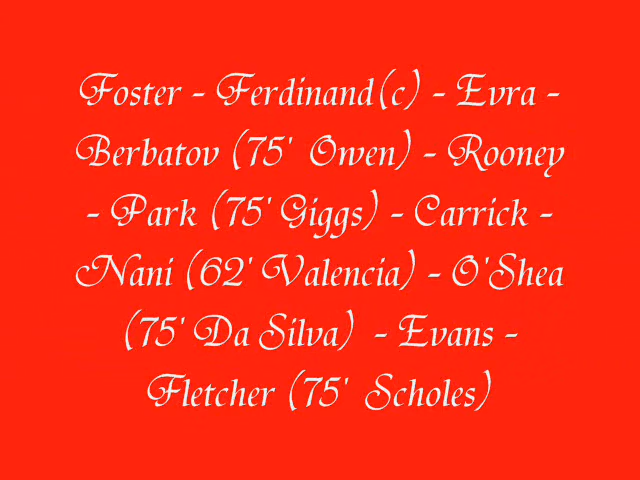 Foster - Ferdinand(c) - Evra -
Berbatov (75' Owen) - Rooney
- Park (75' Giggs) - Carrick -
Nani (62' Valencia) - O'Shea
(75' Da Silva) - Evans -
Fletcher (75' Scholes)